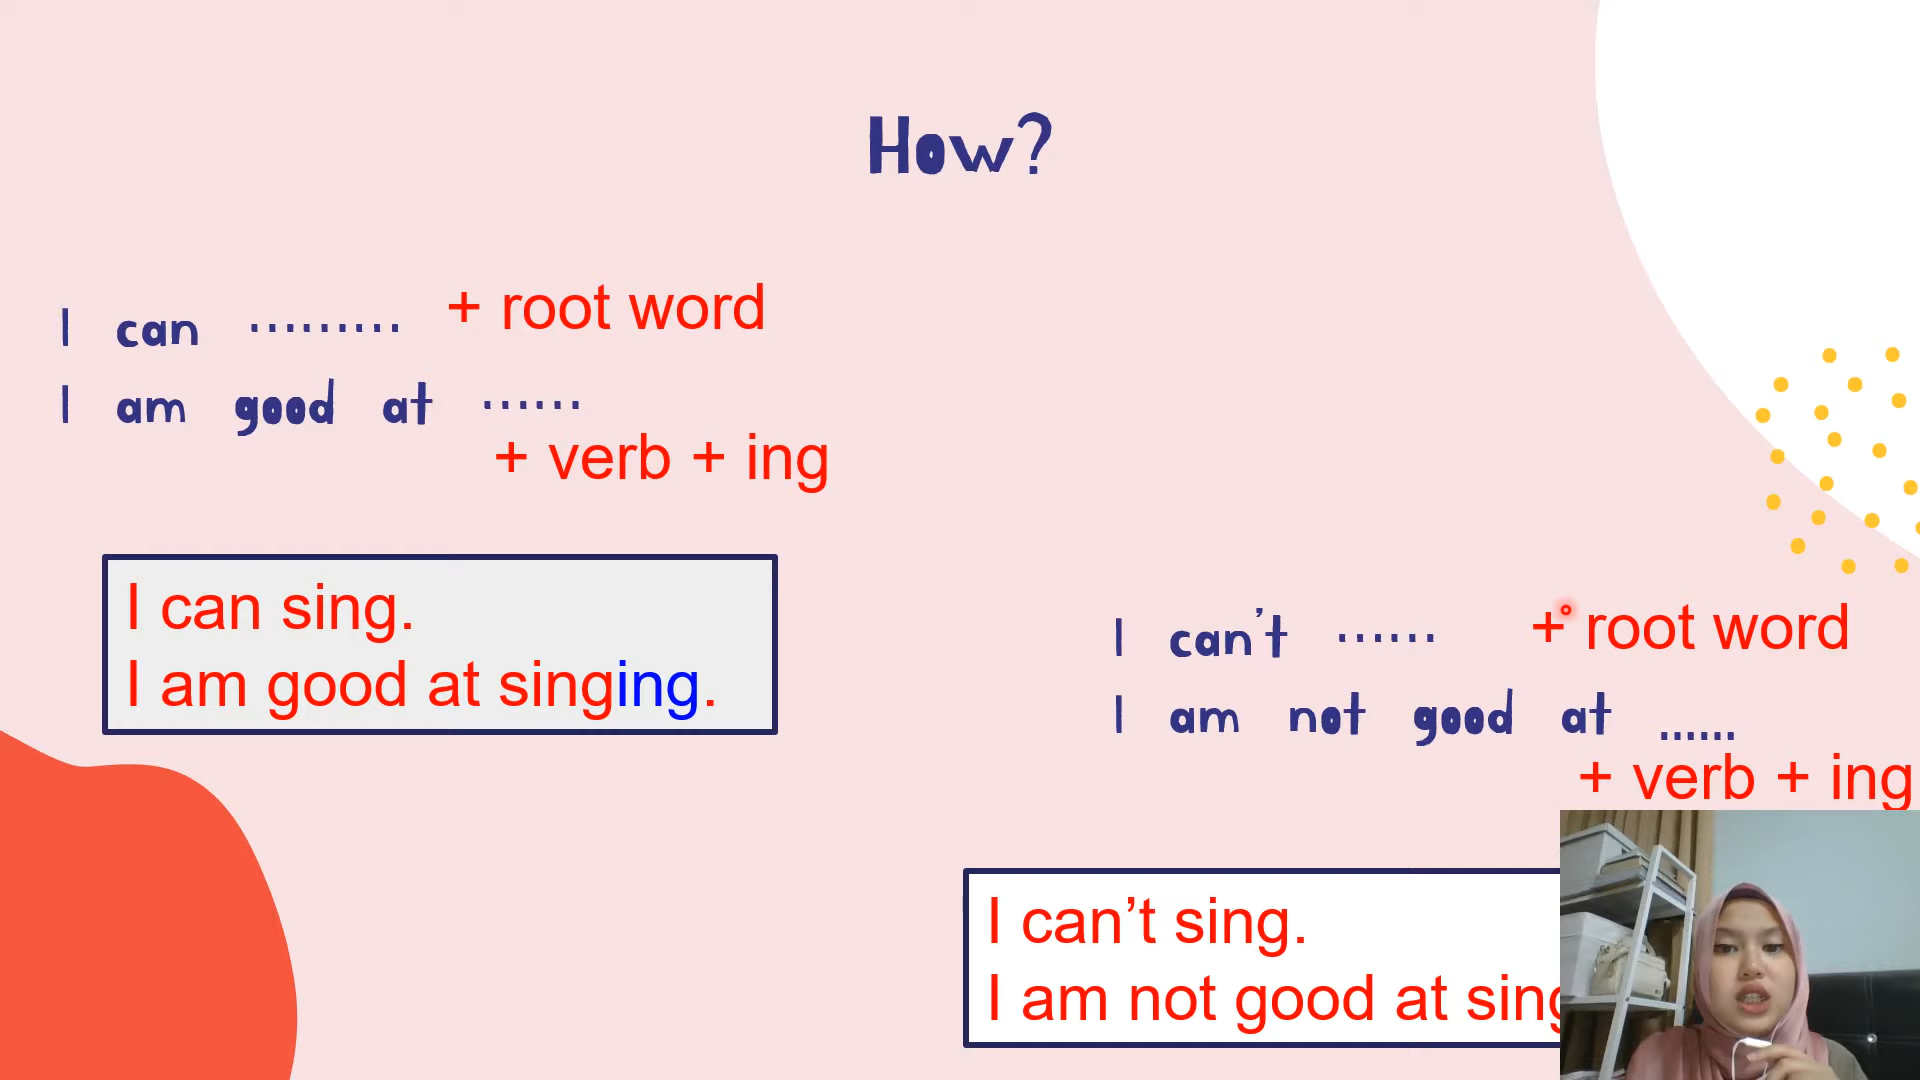 How?
I can ......... + root word
I am good at ......
+ verb + ing
I can sing.
I am good at singing.
I can't ...... + root word
I am not good at ......
+ verb + ing
I can’t sing.
I am not good at